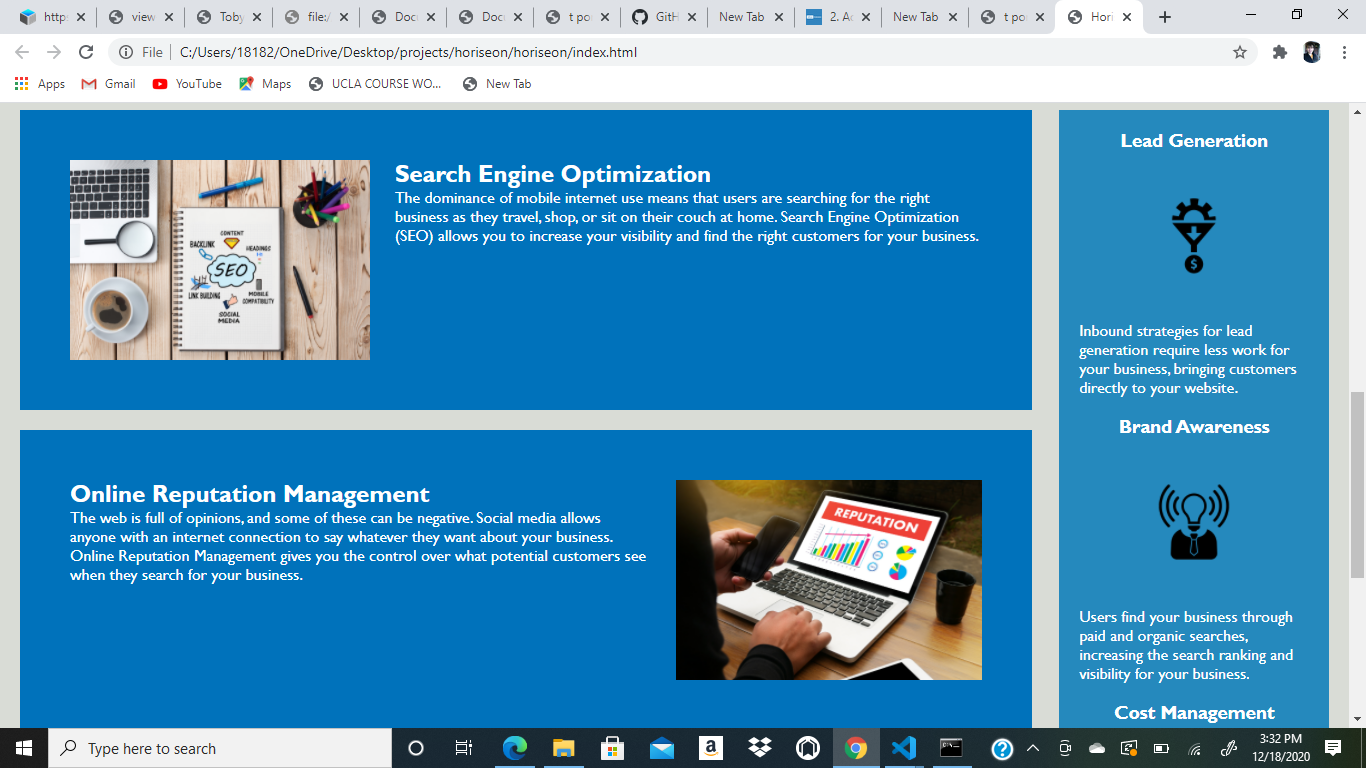 http
view
Toby
file:/
Doc
Doc
t po
GitH
New Tab
2. A
New Tab
t po
Hori
File
C:/Users/18182/OneDrive/Desktop/projects/horiseon/horiseon/index.html
Apps
Gmail
YouTube
Maps
UCLA COURSE WO...
New Tab
Search Engine Optimization
The dominance of mobile internet use means that users are searching for the right
business as they travel, shop, or sit on their couch at home. Search Engine Optimization
(SEO) allows you to increase your visibility and find the right customers for your business.
CONTENT
BACKLINK
HEADINGS
SEO
LINK BUILDING
MOBILE
COMPATIBILITY
SOCIAL
MEDIA
Online Reputation Management
The web is full of opinions, and some of these can be negative. Social media allows
anyone with an internet connection to say whatever they want about your business.
Online Reputation Management gives you the control over what potential customers see
when they search for your business.
REPUTATION
Lead Generation
$
Inbound strategies for lead
generation require less work for
your business, bringing customers
directly to your website.
Brand Awareness
Users find your business through
paid and organic searches,
increasing the search ranking and
visibility for your business.
Cost Management
Type here to search
3:32 PM
12/18/2020